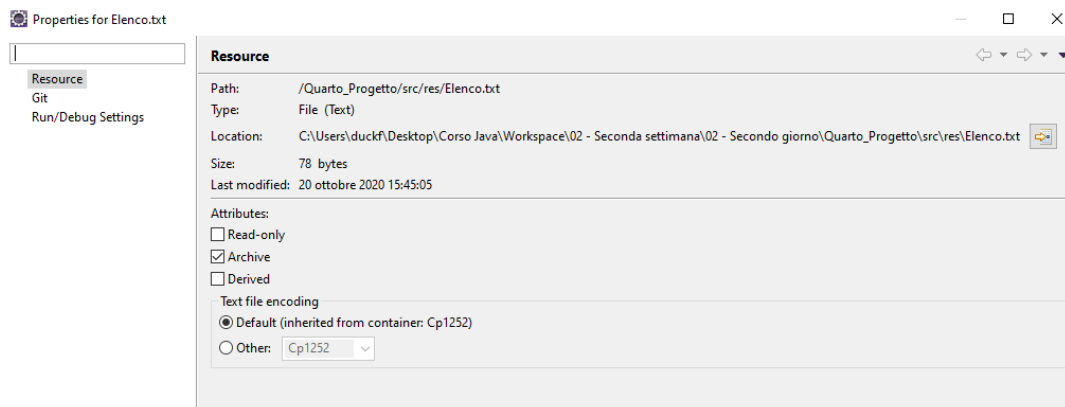 Properties for Elenco.txt
Resource
Git
Run/Debug Settings
Resource
Path: /Quarto_Progetto/src/res/Elenco.txt
Type: File (Text)
Location: C:\Users\duckf\Desktop\Corso Java\Workspace\02 - Seconda settimana\02 - Secondo giorno\Quarto_Progetto\src\res\Elenco.txt
Size: 78 bytes
Last modified: 20 ottobre 2020 15:45:05
Attributes:
Read-only
Archive
Derived
Text file encoding
Default (inherited from container: Cp1252)
Other: Cp1252